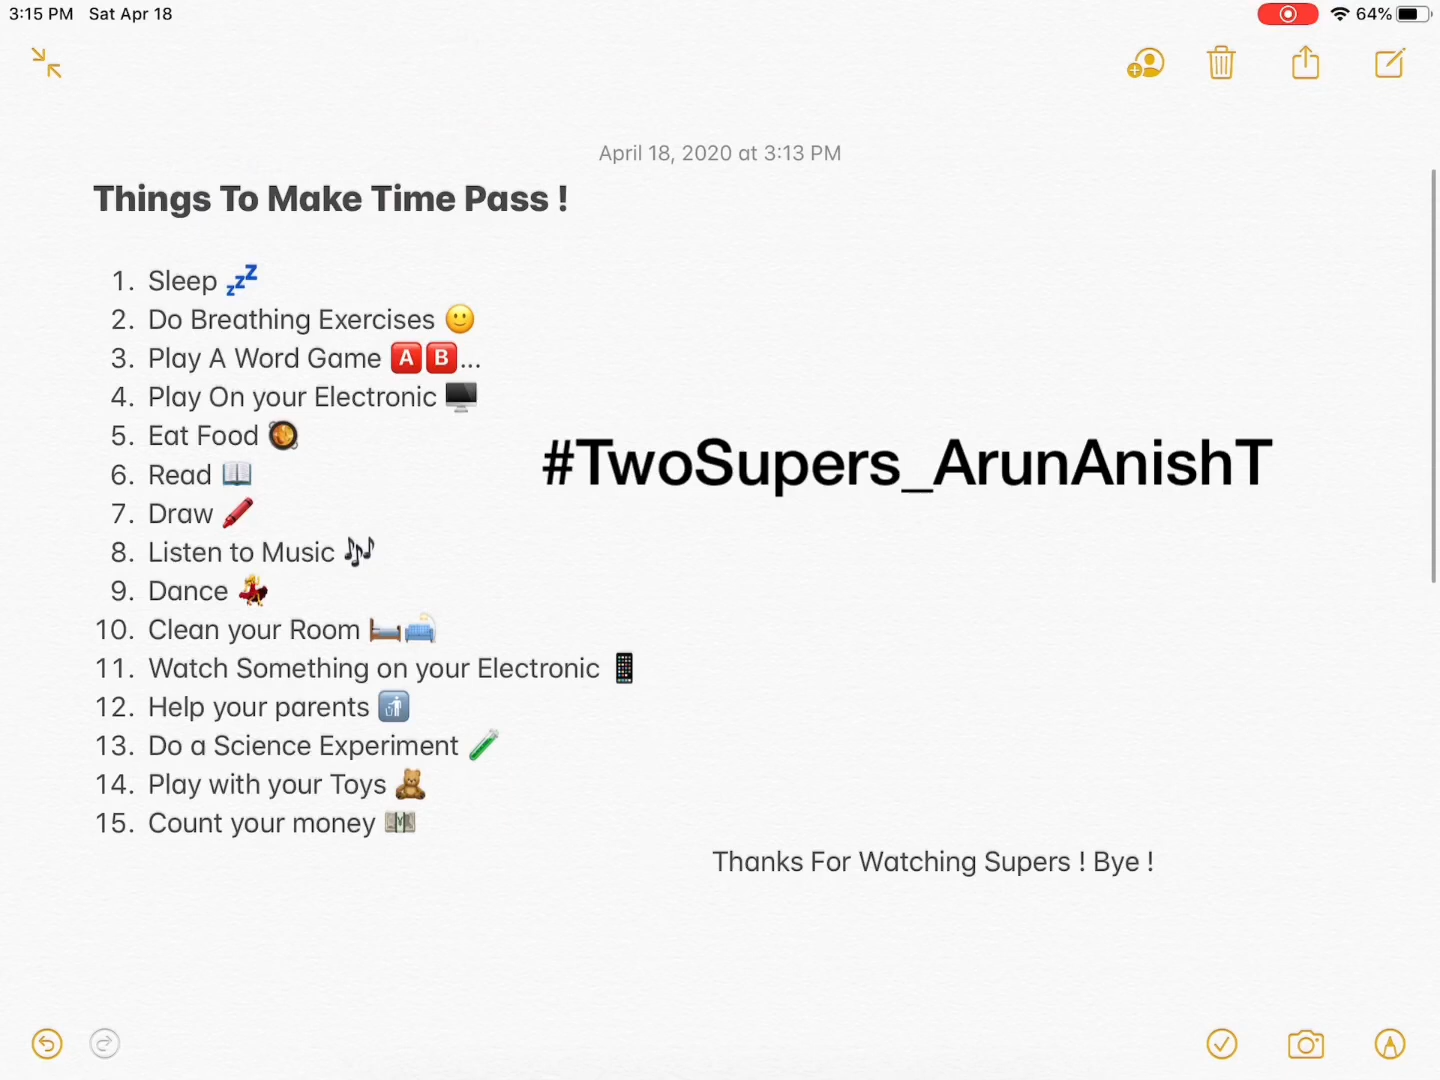 3:15 PM Sat Apr 18 64%
April 18, 2020 at 3:13 PM
Things To Make Time Pass !
1. Sleep 💤
2. Do Breathing Exercises 🙂
3. Play A Word Game 🅰🅱...
4. Play On your Electronic 🖥
5. Eat Food 🥘
6. Read 📖
7. Draw 🖍
8. Listen to Music 🎶
9. Dance 💃
10. Clean your Room 🛏🛋
11. Watch Something on your Electronic 📱
12. Help your parents 🚮
13. Do a Science Experiment 🧪
14. Play with your Toys 🧸
15. Count your money 💵
#TwoSupers_ArunAnishT
Thanks For Watching Supers ! Bye !